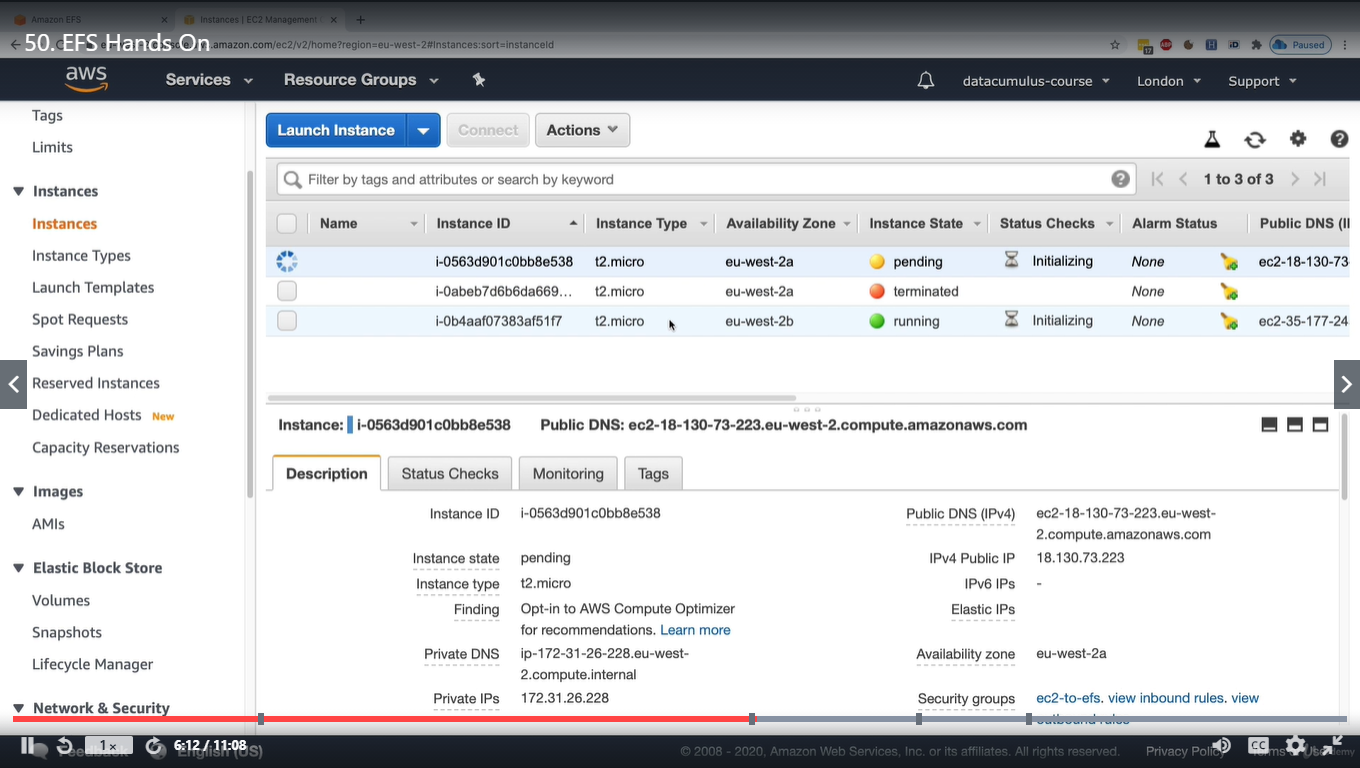 Amazon EFS
Instances | EC2 Management
50. EFS Hands On
.amazon.com/ec2/v2/home?region=eu-west-2#Instances:sort=instanceId
17
ABP
H
iD
Paused
aws
Services
Resource Groups
datacumulus-course
London
Support
Tags
Limits
Instances
Instances
Instance Types
Launch Templates
Spot Requests
Savings Plans
Reserved Instances
Dedicated Hosts New
Capacity Reservations
Images
AMIs
Elastic Block Store
Volumes
Snapshots
Lifecycle Manager
Network & Security
Launch Instance
Connect
Actions
Filter by tags and attributes or search by keyword
1 to 3 of 3
Name Instance ID Instance Type Availability Zone Instance State Status Checks Alarm Status Public DNS (I
i-0563d901c0bb8e538 t2.micro eu-west-2a pending Initializing None ec2-18-130-73-
i-0abeb7d6b6da669... t2.micro eu-west-2a terminated None
i-0b4aaf07383af51f7 t2.micro eu-west-2b running Initializing None ec2-35-177-24
Instance: i-0563d901c0bb8e538 Public DNS: ec2-18-130-73-223.eu-west-2.compute.amazonaws.com
Description
Status Checks
Monitoring
Tags
Instance ID i-0563d901c0bb8e538
Instance state pending
Instance type t2.micro
Finding Opt-in to AWS Compute Optimizer
for recommendations. Learn more
Private DNS ip-172-31-26-228.eu-west-
2.compute.internal
Private IPs 172.31.26.228
Public DNS (IPv4) ec2-18-130-73-223.eu-west-
2.compute.amazonaws.com
IPv4 Public IP 18.130.73.223
IPv6 IPs -
Elastic IPs
Availability zone eu-west-2a
Security groups ec2-to-efs. view inbound rules. view
outbound rules
1x
6:12 / 11:08
Feedback
English (US)
© 2008 - 2020, Amazon Web Services, Inc. or its affiliates. All rights reserved.
Privacy Policy
CC